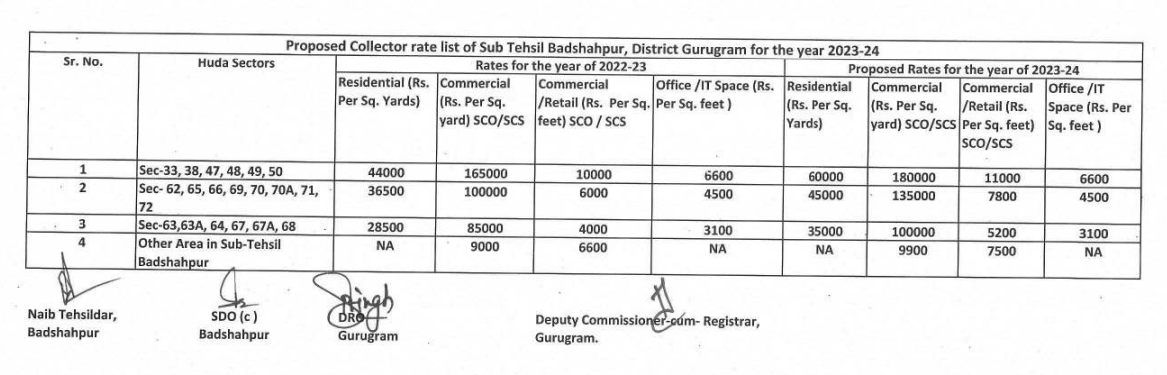 Proposed Collector rate list of Sub Tehsil Badshahpur, District Gurugram for the year 2023-24
Sr. No. Huda Sectors Rates for the year of 2022-23 Proposed Rates for the year of 2023-24
Residential (Rs. Per Sq. Yards) Commercial (Rs. Per Sq. yard) SCO/SCS Commercial /Retail (Rs. Per Sq. feet) SCO / SCS Office /IT Space (Rs. Per Sq. feet ) Residential (Rs. Per Sq. Yards) Commercial (Rs. Per Sq. yard) SCO/SCS Commercial /Retail (Rs. Per Sq. feet) SCO/SCS Office /IT Space (Rs. Per Sq. feet )
1 Sec-33, 38, 47, 48, 49, 50 44000 165000 10000 6600 60000 180000 11000 6600
2 Sec- 62, 65, 66, 69, 70, 70A, 71, 72 36500 100000 6000 4500 45000 135000 7800 4500
3 Sec-63,63A, 64, 67, 67A, 68 28500 85000 4000 3100 35000 100000 5200 3100
4 Other Area in Sub-Tehsil Badshahpur NA 9000 6600 NA NA 9900 7500 NA
Naib Tehsildar,
Badshahpur
SDO (c )
Badshahpur
DRO
Gurugram
Deputy Commissioner-cum- Registrar,
Gurugram.